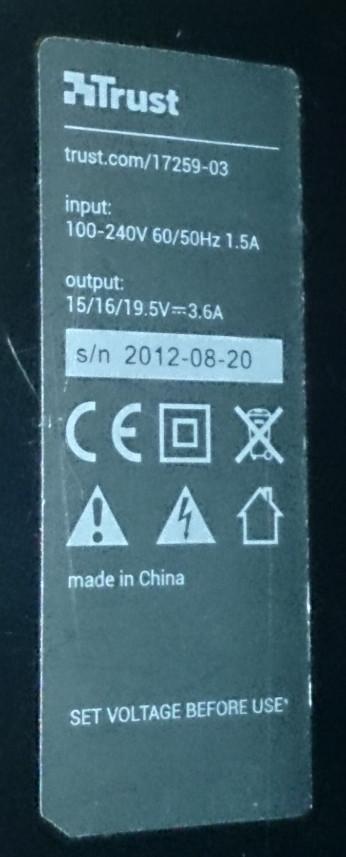 Trust
trust.com/17259-03
input:
100-240V 60/50Hz 1.5A
output:
15/16/19.5V⎓3.6A
s/n 2012-08-20
CE
made in China
SET VOLTAGE BEFORE USE*